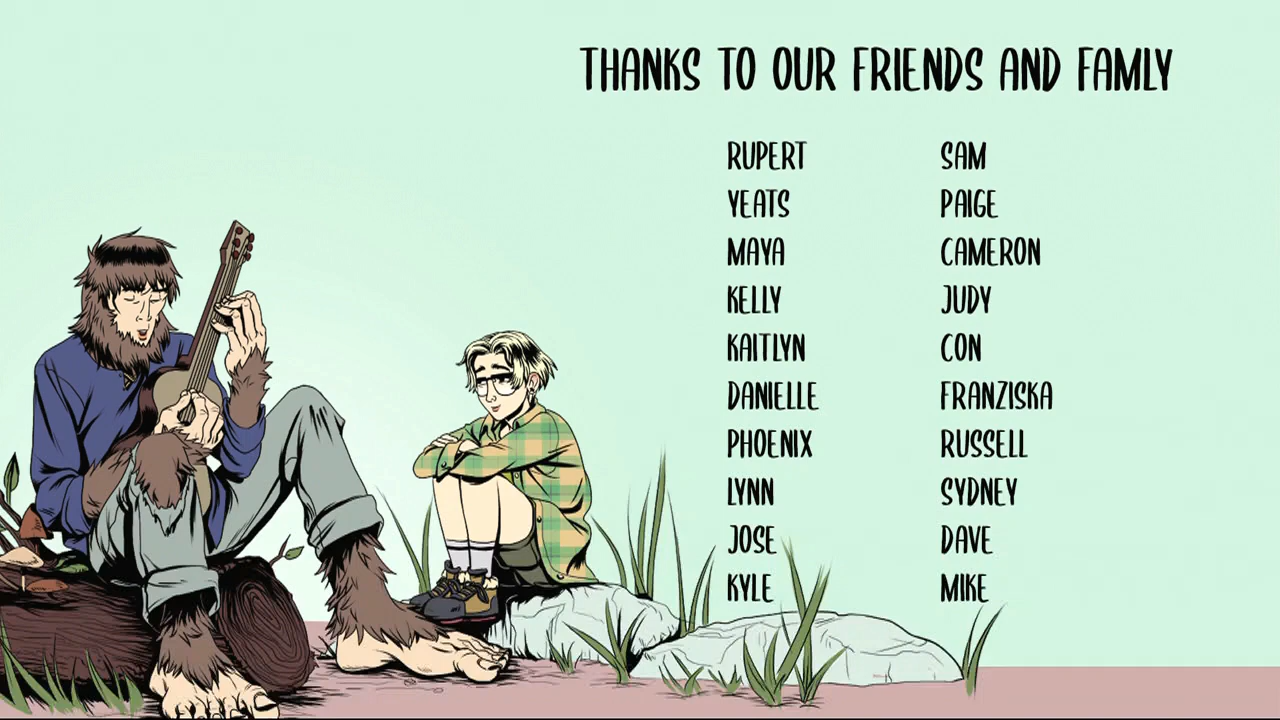 THANKS TO OUR FRIENDS AND FAMLY
RUPERT
YEATS
MAYA
KELLY
KAITLYN
DANIELLE
PHOENIX
LYNN
JOSE
KYLE
SAM
PAIGE
CAMERON
JUDY
CON
FRANZISKA
RUSSELL
SYDNEY
DAVE
MIKE